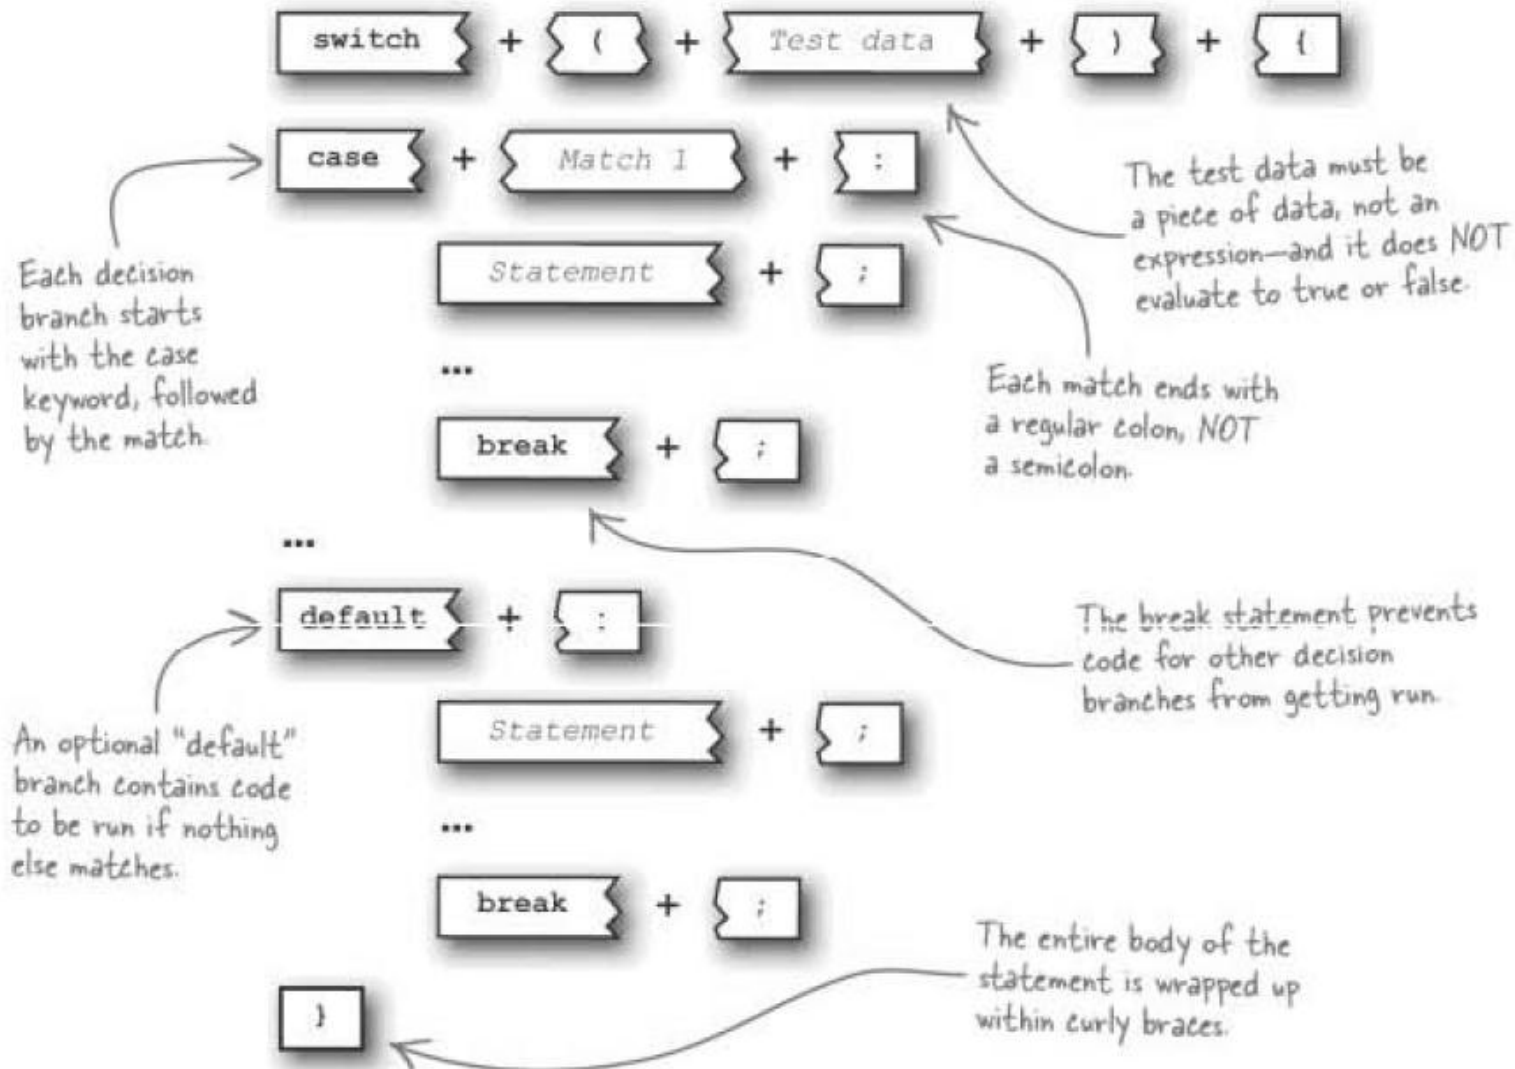 switch + ( + Test data + ) + {
case + Match 1 + :
The test data must be
a piece of data, not an
expression—and it does NOT
evaluate to true or false.
Each decision
branch starts
with the case
keyword, followed
by the match.
Statement + ;
...
Each match ends with
a regular colon, NOT
a semicolon.
break + ;
...
default + :
The break statement prevents
code for other decision
branches from getting run.
An optional "default"
branch contains code
to be run if nothing
else matches.
Statement + ;
...
break + ;
The entire body of the
statement is wrapped up
within curly braces.
}